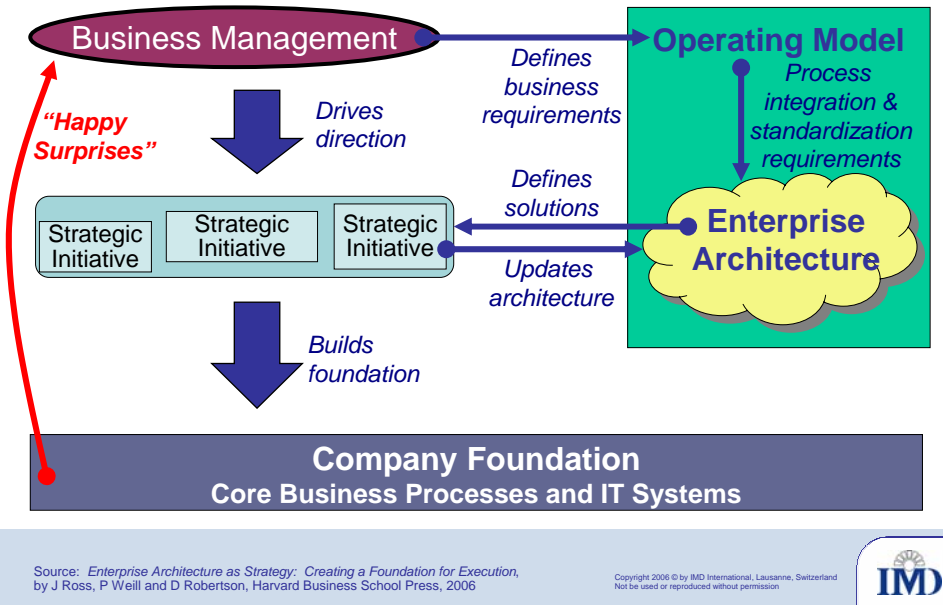 Business Management
Operating Model
Defines
business
requirements
Process
integration &
standardization
requirements
"Happy
Surprises"
Drives
direction
Defines
solutions
Strategic
Initiative
Strategic
Initiative
Strategic
Initiative
Enterprise
Architecture
Updates
architecture
Builds
foundation
Company Foundation
Core Business Processes and IT Systems
Source: Enterprise Architecture as Strategy: Creating a Foundation for Execution,
by J Ross, P Weill and D Robertson, Harvard Business School Press, 2006
Copyright 2006 © by IMD International, Lausanne, Switzerland
Not be used or reproduced without permission
IMD